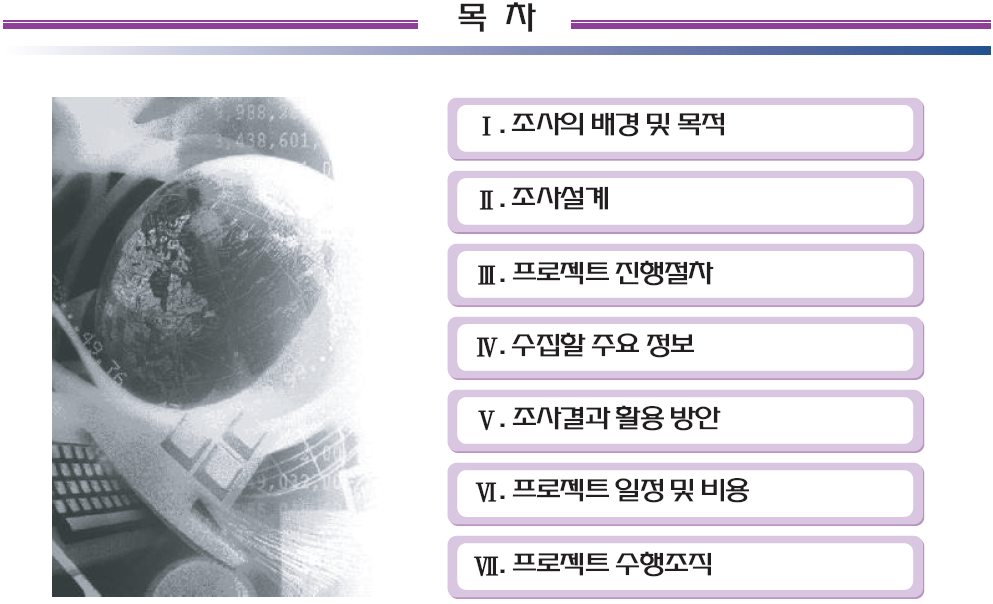 목 차
Ⅰ. 조사의 배경 및 목적
Ⅱ. 조사설계
Ⅲ. 프로젝트 진행절차
Ⅳ. 수집할 주요 정보
Ⅴ. 조사결과 활용 방안
Ⅵ. 프로젝트 일정 및 비용
Ⅶ. 프로젝트 수행조직